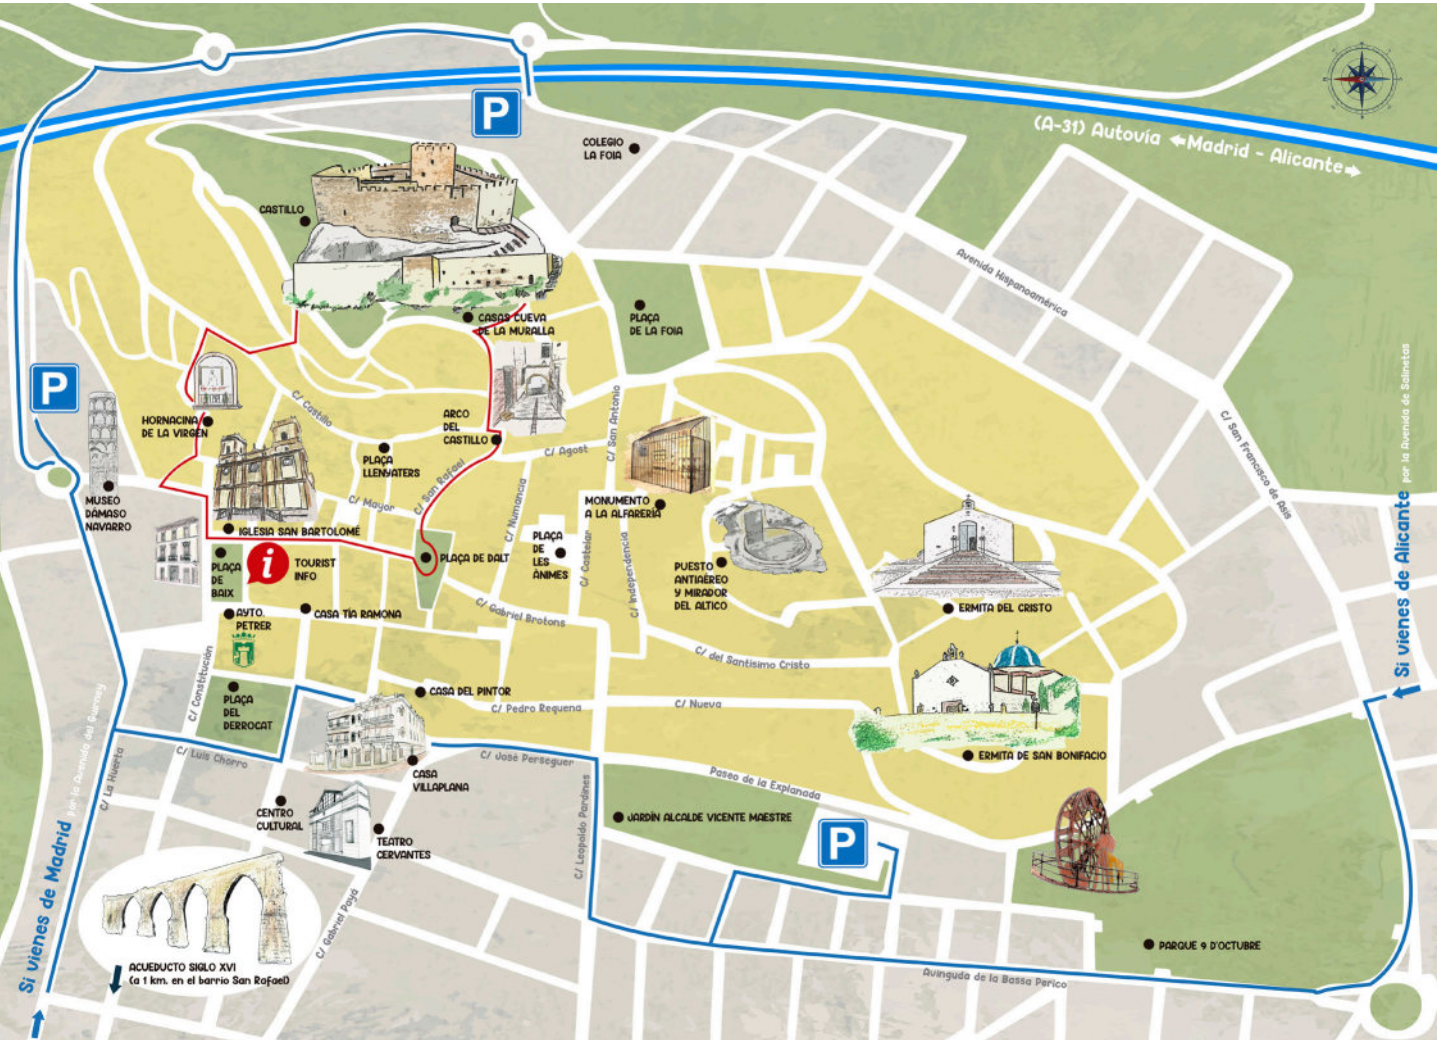 P
(A-31) Autovía ⬅Madrid - Alicante➡
COLEGIO
LA FOIA
CASTILLO
Avenida Hispanoamérica
CASAS CUEVA
DE LA MURALLA
PLAÇA
DE LA FOIA
P
C/ Castillo
HORNACINA
DE LA VIRGEN
ARCO
DEL
CASTILLO
C/ San Antonio
C/ Agost
PLAÇA
LLENYATERS
C/ San Rafael
C/ San Francisco de Asis
Si vienes de Alicante por la Avenida de Salinetas
MUSEO
DÁMASO
NAVARRO
C/ Mayor
C/ Numancia
MONUMENTO
A LA ALFARERÍA
IGLESIA SAN BARTOLOMÉ
i
TOURIST
INFO
PLAÇA
DE
BAIX
PLAÇA DE DALT
PLAÇA
DE
LES
ÀNIMES
C/ Castelar
C/ Independencia
PUESTO
ANTIAÉREO
Y MIRADOR
DEL ALTICO
ERMITA DEL CRISTO
AYTO.
PETRER
CASA TÍA RAMONA
C/ Gabriel Brotons
C/ del Santísimo Cristo
C/ Constitución
PLAÇA
DEL
DERROCAT
CASA DEL PINTOR
C/ Pedro Requena
C/ Nueva
ERMITA DE SAN BONIFACIO
C/ Luis Chorro
C/ La Huerta
CASA
VILLAPLANA
C/ José Perseguer
Paseo de la Explanada
C/ Leopoldo Pardines
JARDÍN ALCALDE VICENTE MAESTRE
P
CENTRO
CULTURAL
TEATRO
CERVANTES
C/ Gabriel Payá
Si vienes de Madrid por la Avenida del Guirney
ACUEDUCTO SIGLO XVI
(a 1 km. en el barrio San Rafael)
PARQUE 9 D'OCTUBRE
Avinguda de la Bassa Perico